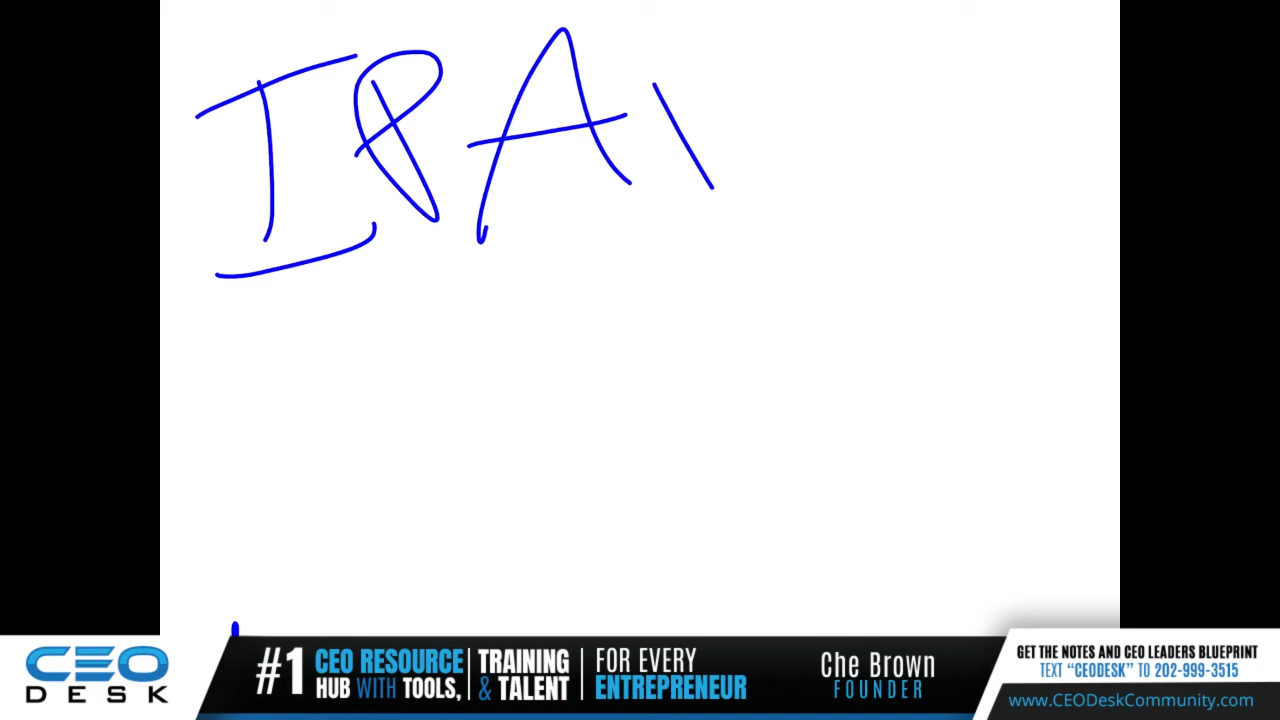 IPA\
CEO
DESK
#1 CEO RESOURCE
HUB WITH TOOLS,
TRAINING
& TALENT
FOR EVERY
ENTREPRENEUR
Che Brown
FOUNDER
GET THE NOTES AND CEO LEADERS BLUEPRINT
TEXT “CEODESK” TO 202-999-3515
www.CEODeskCommunity.com